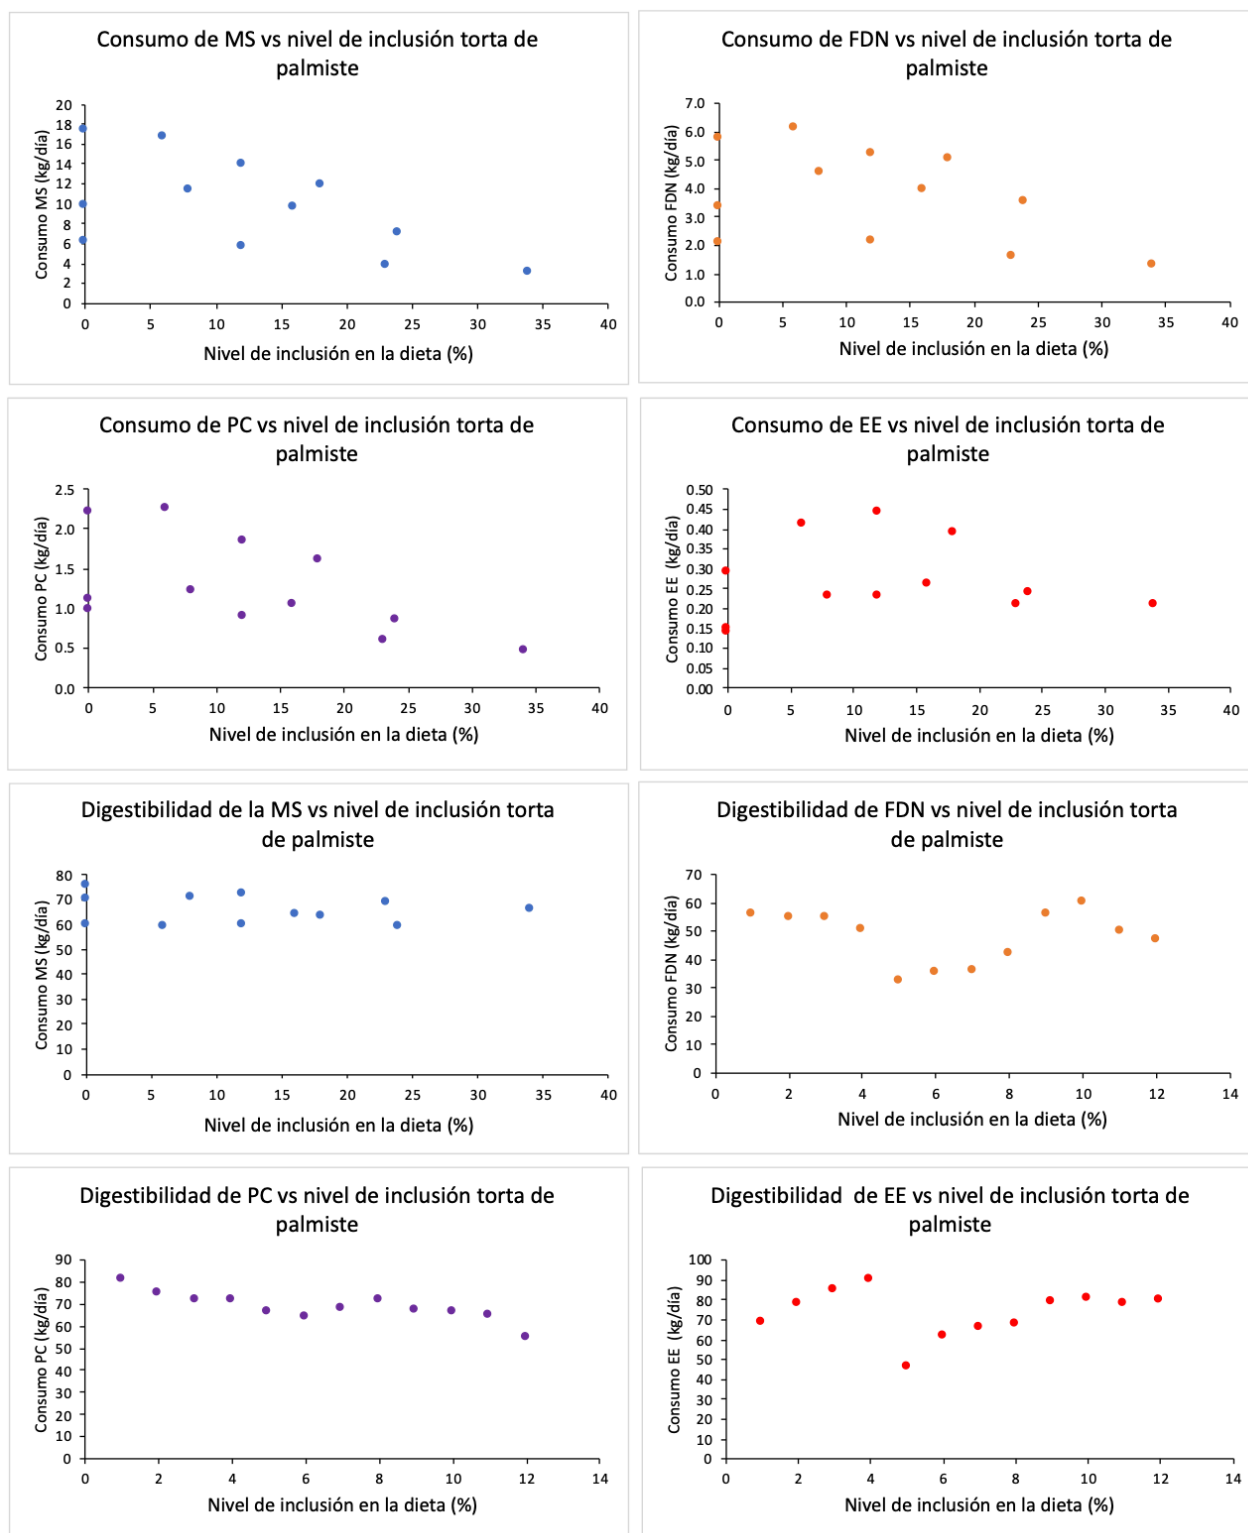 Consumo de MS vs nivel de inclusión torta de
palmiste
20
18
16
14
12
10
8
6
4
2
0
Consumo MS (kg/día)
0 5 10 15 20 25 30 35 40
Nivel de inclusión en la dieta (%)
Consumo de FDN vs nivel de inclusión torta de
palmiste
7.0
6.0
5.0
4.0
3.0
2.0
1.0
0.0
Consumo FDN (kg/día)
0 5 10 15 20 25 30 35 40
Nivel de inclusión en la dieta (%)
Consumo de PC vs nivel de inclusión torta de
palmiste
2.5
2.0
1.5
1.0
0.5
0.0
Consumo PC (kg/día)
0 5 10 15 20 25 30 35 40
Nivel de inclusión en la dieta (%)
Consumo de EE vs nivel de inclusión torta de
palmiste
0.50
0.45
0.40
0.35
0.30
0.25
0.20
0.15
0.10
0.05
0.00
Consumo EE (kg/día)
0 5 10 15 20 25 30 35 40
Nivel de inclusión en la dieta (%)
Digestibilidad de la MS vs nivel de inclusión torta
de palmiste
80
70
60
50
40
30
20
10
0
Consumo MS (kg/día)
0 5 10 15 20 25 30 35 40
Nivel de inclusión en la dieta (%)
Digestibilidad de FDN vs nivel de inclusión torta
de palmiste
70
60
50
40
30
20
10
0
Consumo FDN (kg/día)
0 2 4 6 8 10 12 14
Nivel de inclusión en la dieta (%)
Digestibilidad de PC vs nivel de inclusión torta de
palmiste
90
80
70
60
50
40
30
20
10
0
Consumo PC (kg/día)
0 2 4 6 8 10 12 14
Nivel de inclusión en la dieta (%)
Digestibilidad de EE vs nivel de inclusión torta de
palmiste
100
90
80
70
60
50
40
30
20
10
0
Consumo EE (kg/día)
0 2 4 6 8 10 12 14
Nivel de inclusión en la dieta (%)